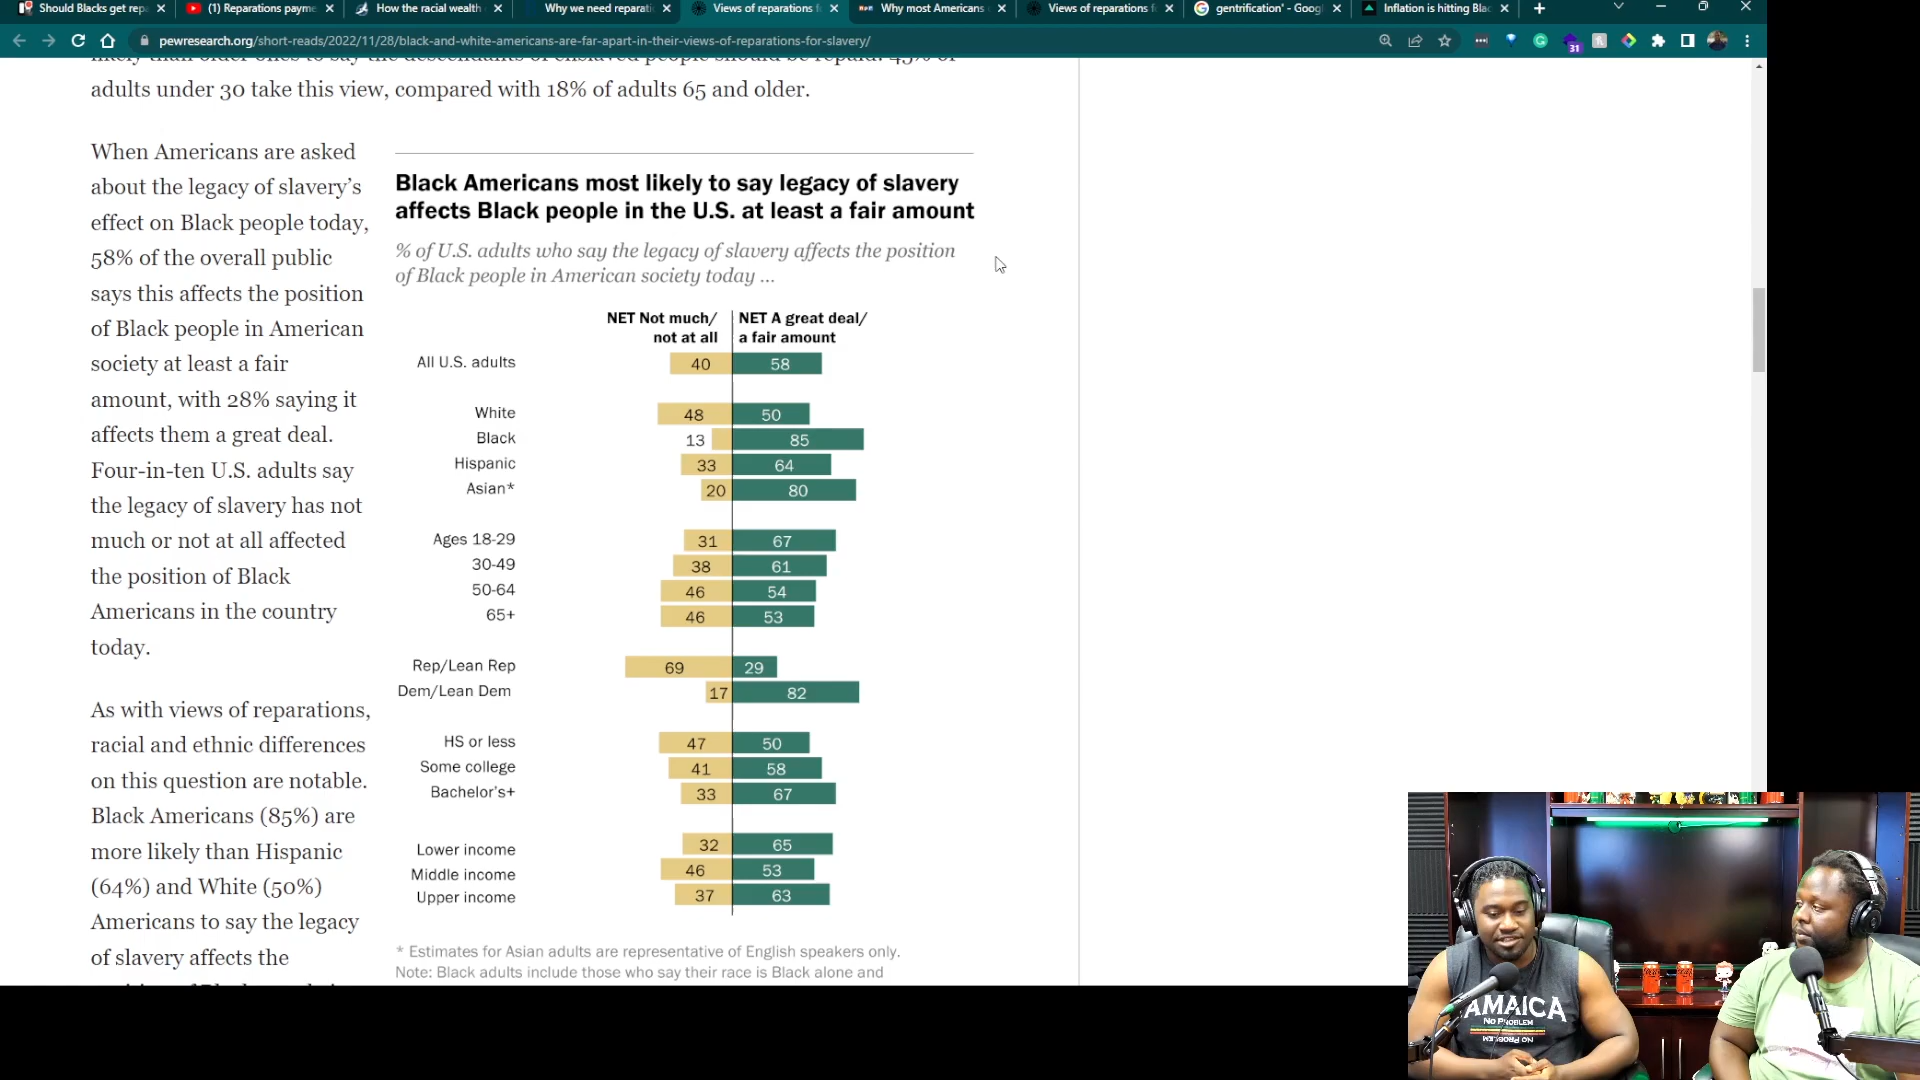 Should Blacks get rep
(1) Reparations payme
How the racial wealth
Why we need reparati
Views of reparations f
Why most Americans
Views of reparations f
gentrification' - Goog
Inflation is hitting Blac
pewresearch.org/short-reads/2022/11/28/black-and-white-americans-are-far-apart-in-their-views-of-reparations-for-slavery/
31
adults under 30 take this view, compared with 18% of adults 65 and older.
When Americans are asked
about the legacy of slavery's
effect on Black people today,
58% of the overall public
says this affects the position
of Black people in American
society at least a fair
amount, with 28% saying it
affects them a great deal.
Four-in-ten U.S. adults say
the legacy of slavery has not
much or not at all affected
the position of Black
Americans in the country
today.
As with views of reparations,
racial and ethnic differences
on this question are notable.
Black Americans (85%) are
more likely than Hispanic
(64%) and White (50%)
Americans to say the legacy
of slavery affects the
Black Americans most likely to say legacy of slavery
affects Black people in the U.S. at least a fair amount
% of U.S. adults who say the legacy of slavery affects the position
of Black people in American society today ...
NET Not much/ NET A great deal/
not at all a fair amount
All U.S. adults 40 58
White 48 50
Black 13 85
Hispanic 33 64
Asian* 20 80
Ages 18-29 31 67
30-49 38 61
50-64 46 54
65+ 46 53
Rep/Lean Rep 69 29
Dem/Lean Dem 17 82
HS or less 47 50
Some college 41 58
Bachelor's+ 33 67
Lower income 32 65
Middle income 46 53
Upper income 37 63
* Estimates for Asian adults are representative of English speakers only.
Note: Black adults include those who say their race is Black alone and
JAMAICA
No PROBLEM
No PROBLEM